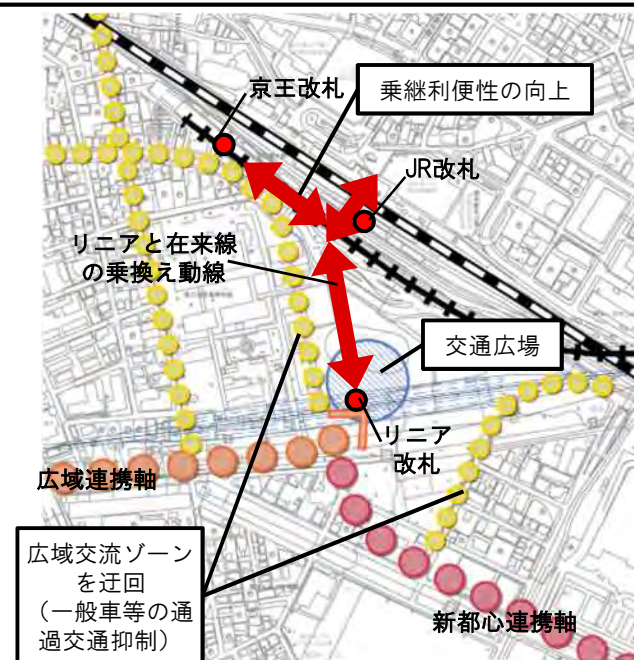 京王改札
乗継利便性の向上
JR改札
リニアと在来線
の乗換え動線
交通広場
リニア
改札
広域連携軸
広域交流ゾーン
を迂回
（一般車等の通
過交通抑制）
新都心連携軸